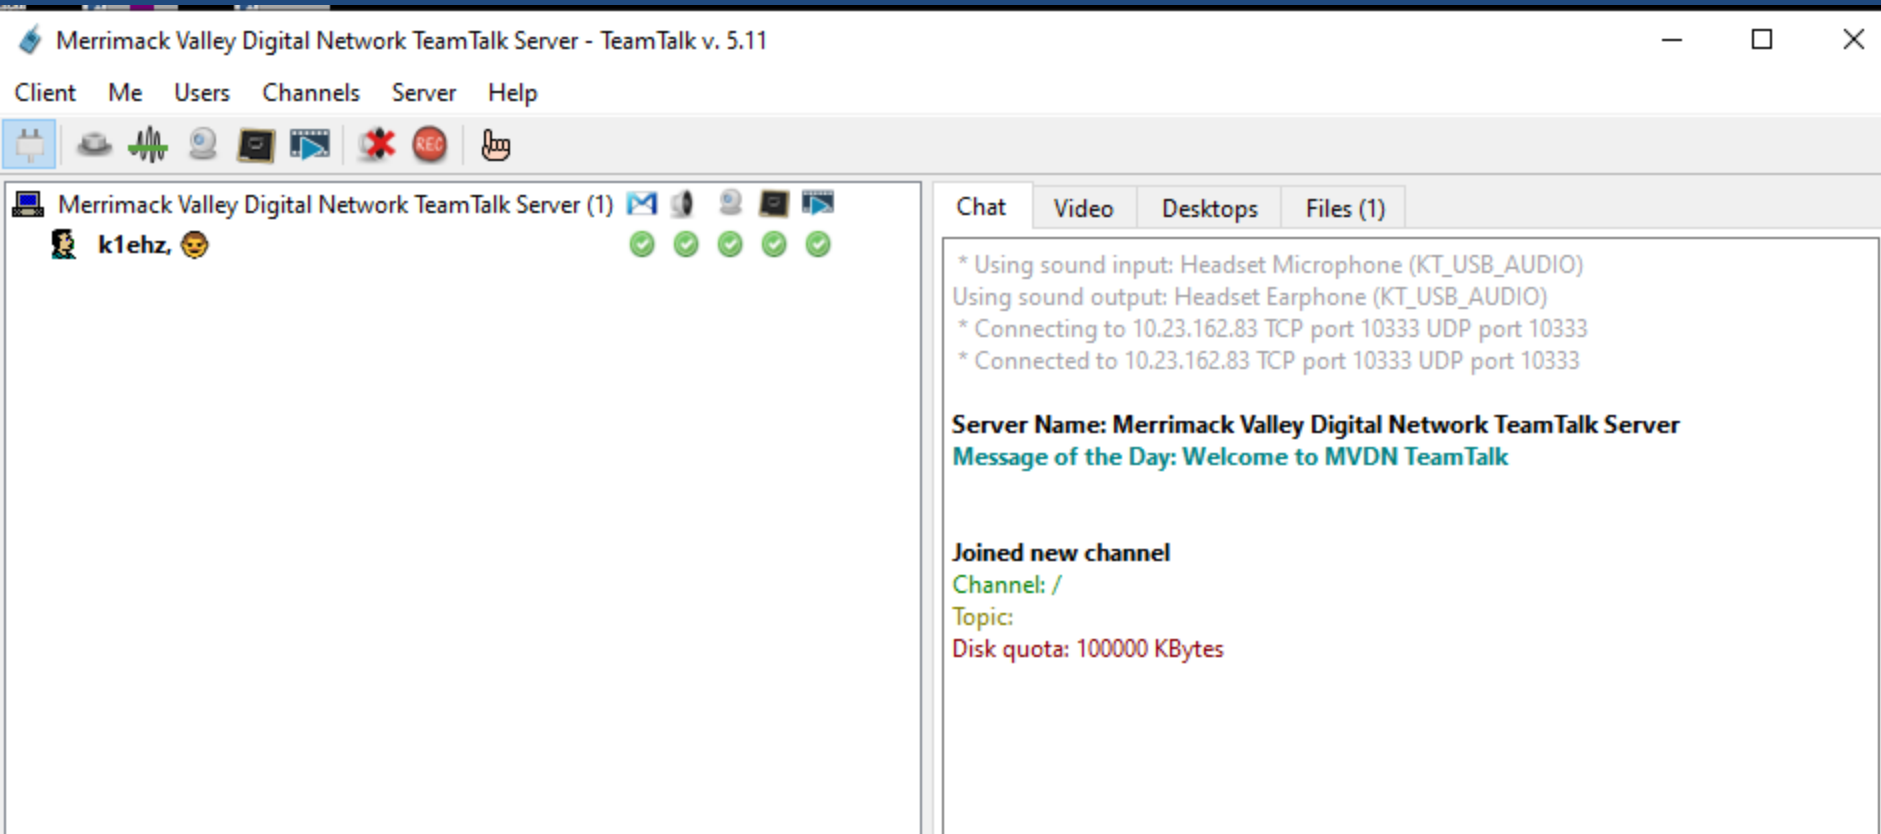 Merrimack Valley Digital Network TeamTalk Server - TeamTalk v. 5.11
Client Me Users Channels Server Help
REC
Merrimack Valley Digital Network TeamTalk Server (1)
k1ehz,
Chat Video Desktops Files (1)
* Using sound input: Headset Microphone (KT_USB_AUDIO)
Using sound output: Headset Earphone (KT_USB_AUDIO)
* Connecting to 10.23.162.83 TCP port 10333 UDP port 10333
* Connected to 10.23.162.83 TCP port 10333 UDP port 10333
Server Name: Merrimack Valley Digital Network TeamTalk Server
Message of the Day: Welcome to MVDN TeamTalk
Joined new channel
Channel: /
Topic:
Disk quota: 100000 KBytes